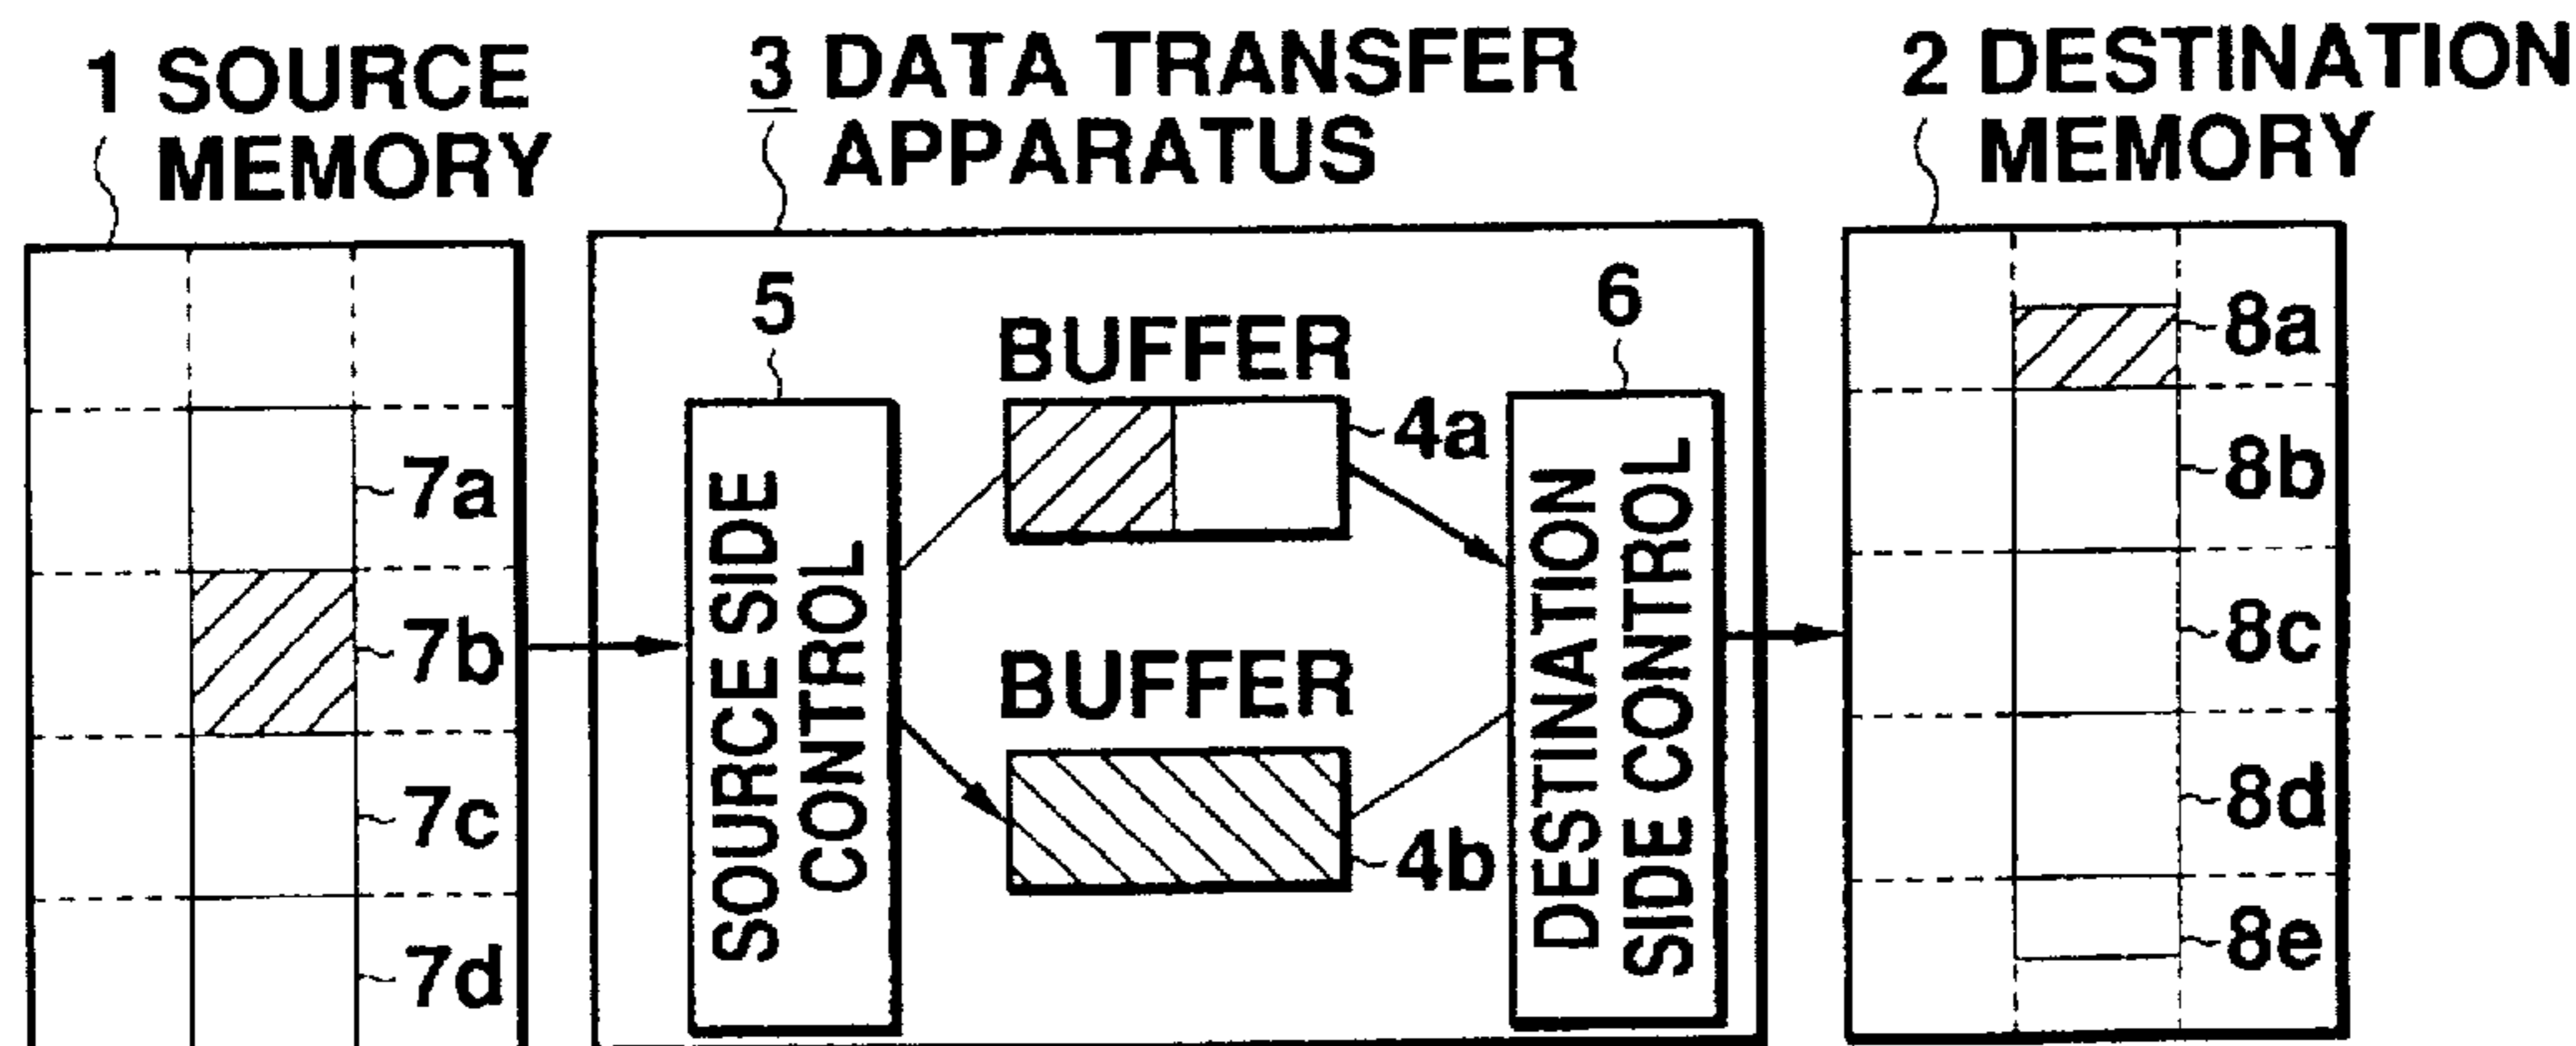 1 SOURCE
MEMORY
3 DATA TRANSFER
APPARATUS
2 DESTINATION
MEMORY
5
SOURCE SIDE
CONTROL
BUFFER
4a
BUFFER
4b
6
DESTINATION
SIDE CONTROL
7a
7b
7c
7d
8a
8b
8c
8d
8e